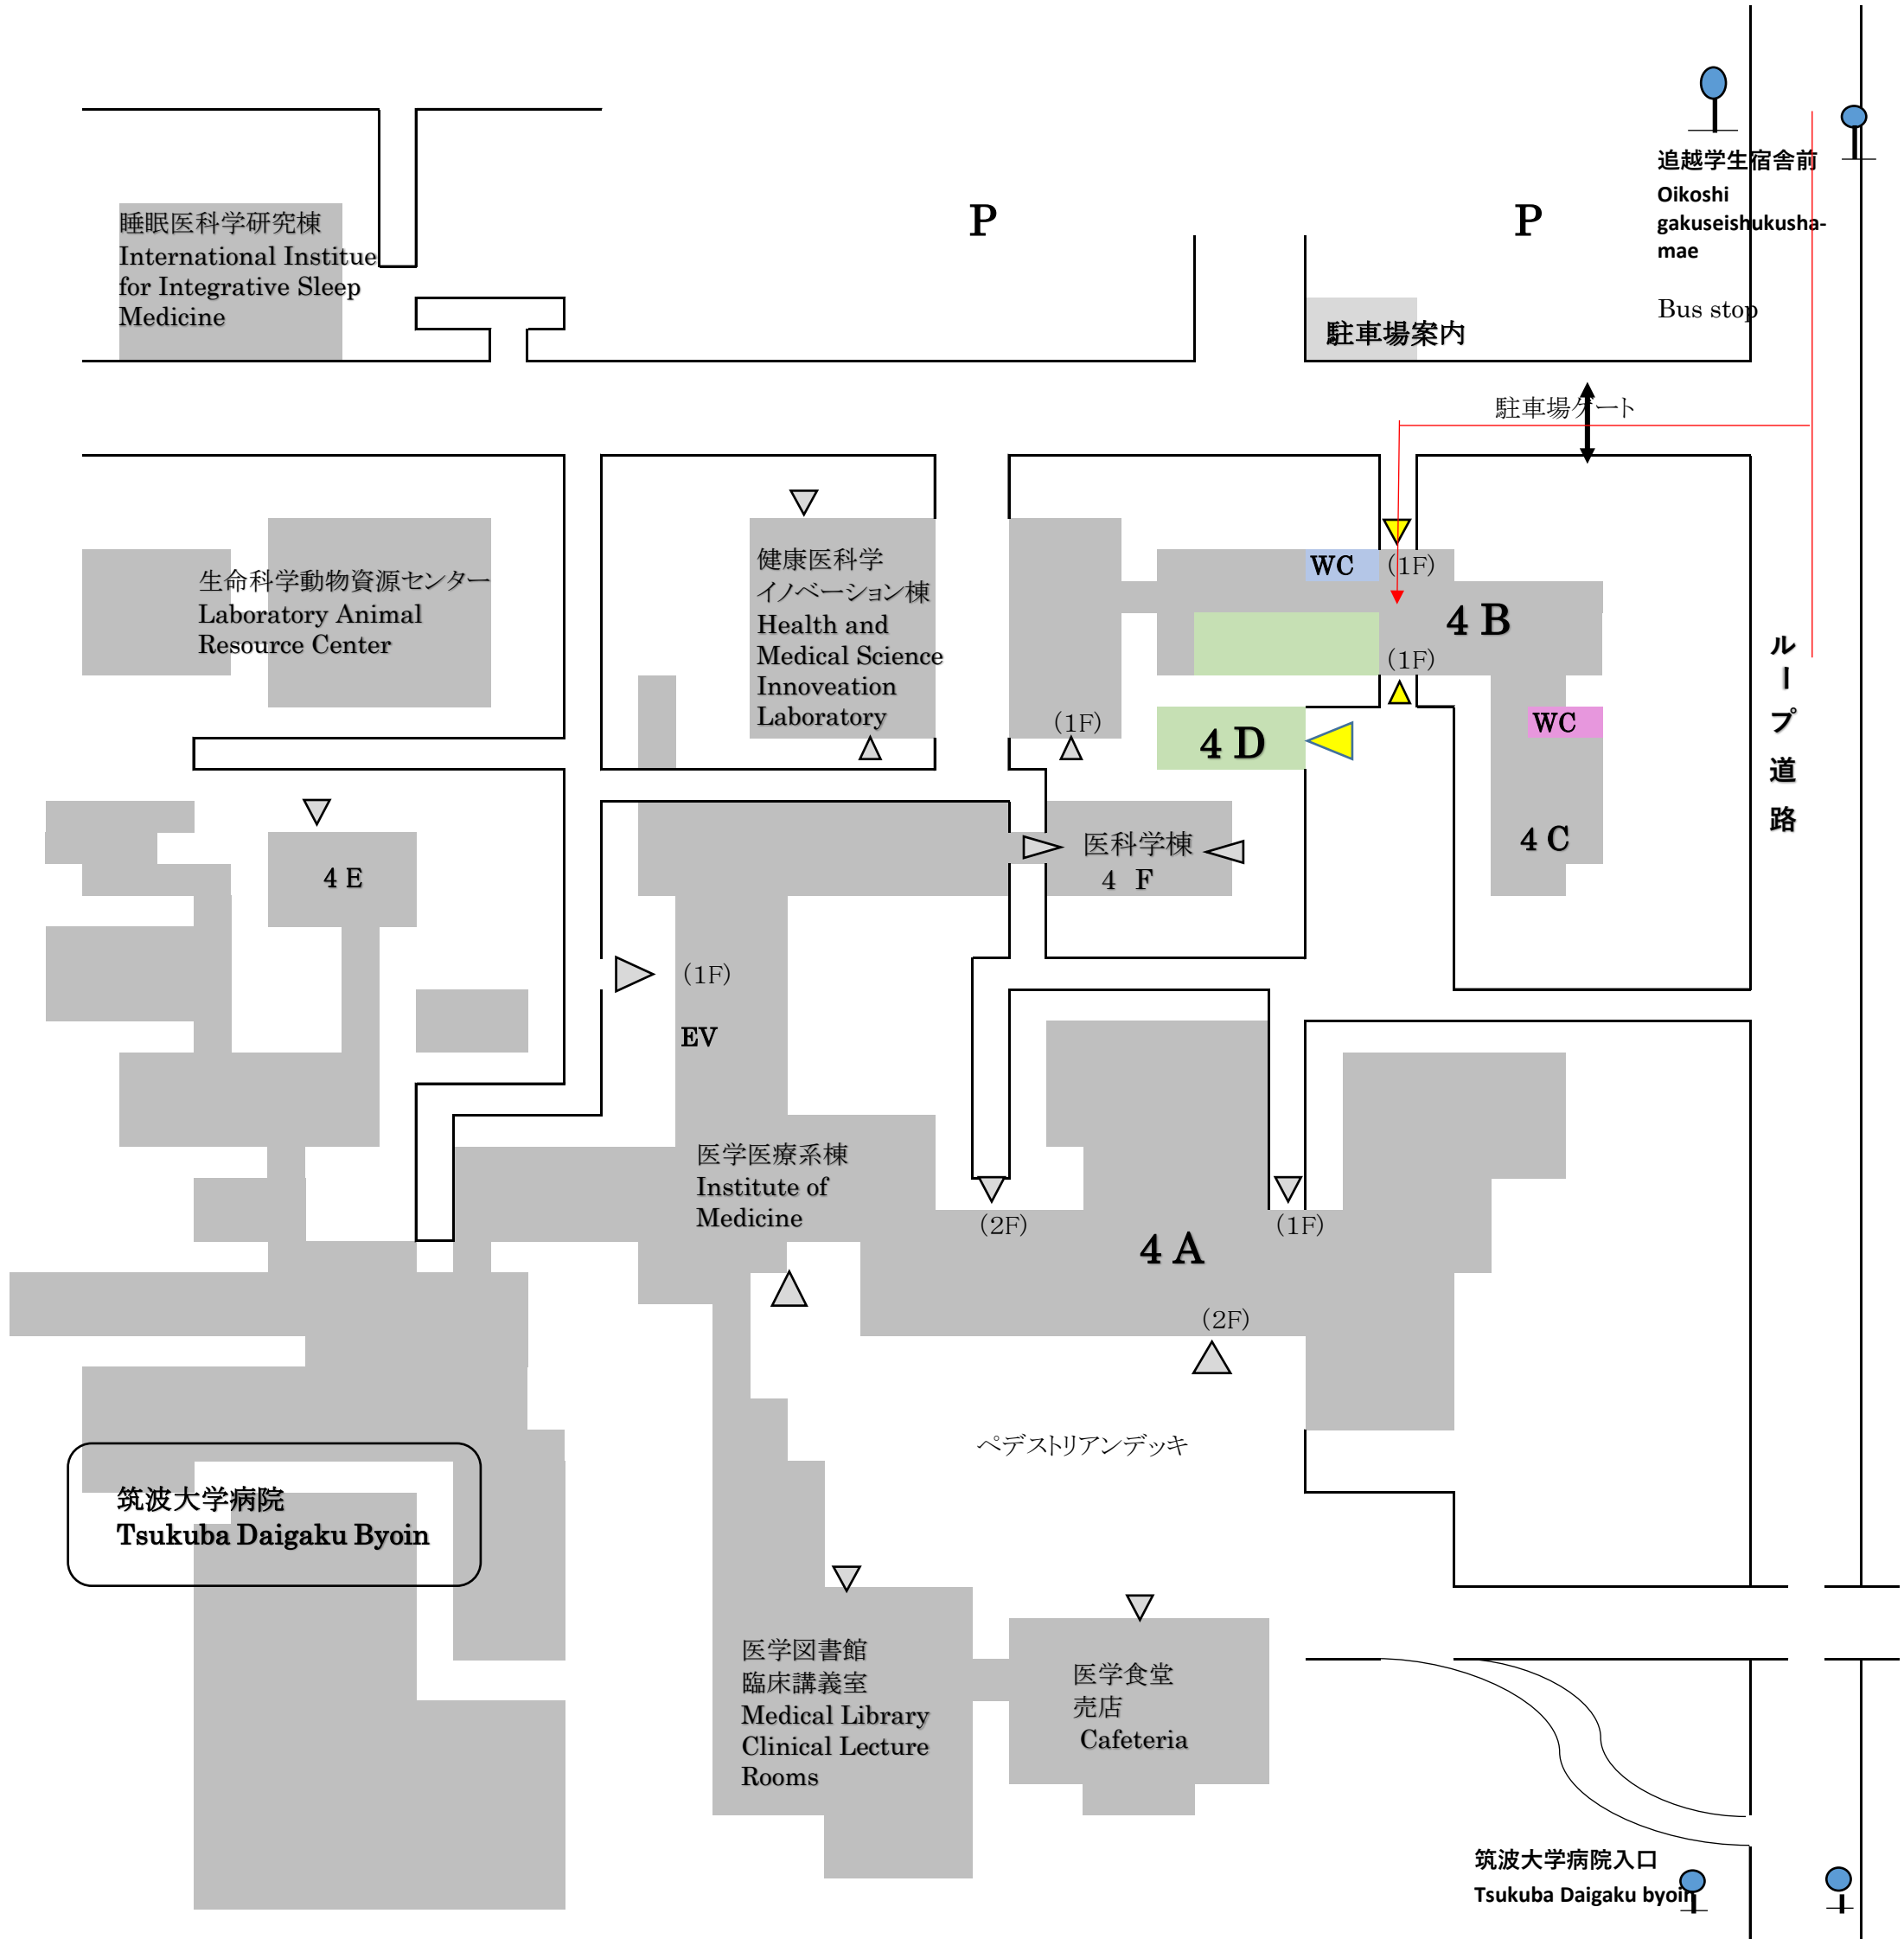 追越学生宿舎前
Oikoshi
gakuseishukusha-
mae
Bus stop
P
P
睡眠医科学研究棟
International Institue
for Integrative Sleep
Medicine
駐車場案内
駐車場ゲート
生命科学動物資源センター
Laboratory Animal
Resource Center
健康医科学
イノベーション棟
Health and
Medical Science
Innoveation
Laboratory
(1F)
WC
(1F)
4 B
(1F)
4 D
WC
4 C
ループ道路
4 E
医科学棟
4 F
(1F)
EV
医学医療系棟
Institute of
Medicine
(2F)
(1F)
4 A
(2F)
ペデストリアンデッキ
筑波大学病院
Tsukuba Daigaku Byoin
医学図書館
臨床講義室
Medical Library
Clinical Lecture
Rooms
医学食堂
売店
Cafeteria
筑波大学病院入口
Tsukuba Daigaku byoin